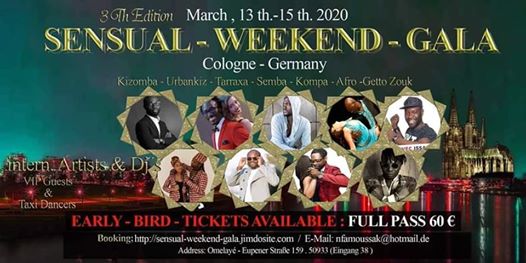 3 Th Edition
March , 13 th.-15 th. 2020
SENSUAL - WEEKEND - GALA
Cologne - Germany
Kizomba - Urbankiz - Tarraxa - Semba - Kompa - Afro -Getto Zouk
Intern. Artists & Dj
VIP Guests
&
Taxi Dancers
EARLY - BIRD - TICKETS AVAILABLE : FULL PASS 60 €
Booking: http://sensual-weekend-gala.jimdosite.com / E-Mail: nfamoussak@hotmail.de
Address: Omelayé - Eupener Straße 159 . 50933 (Eingang 38 )